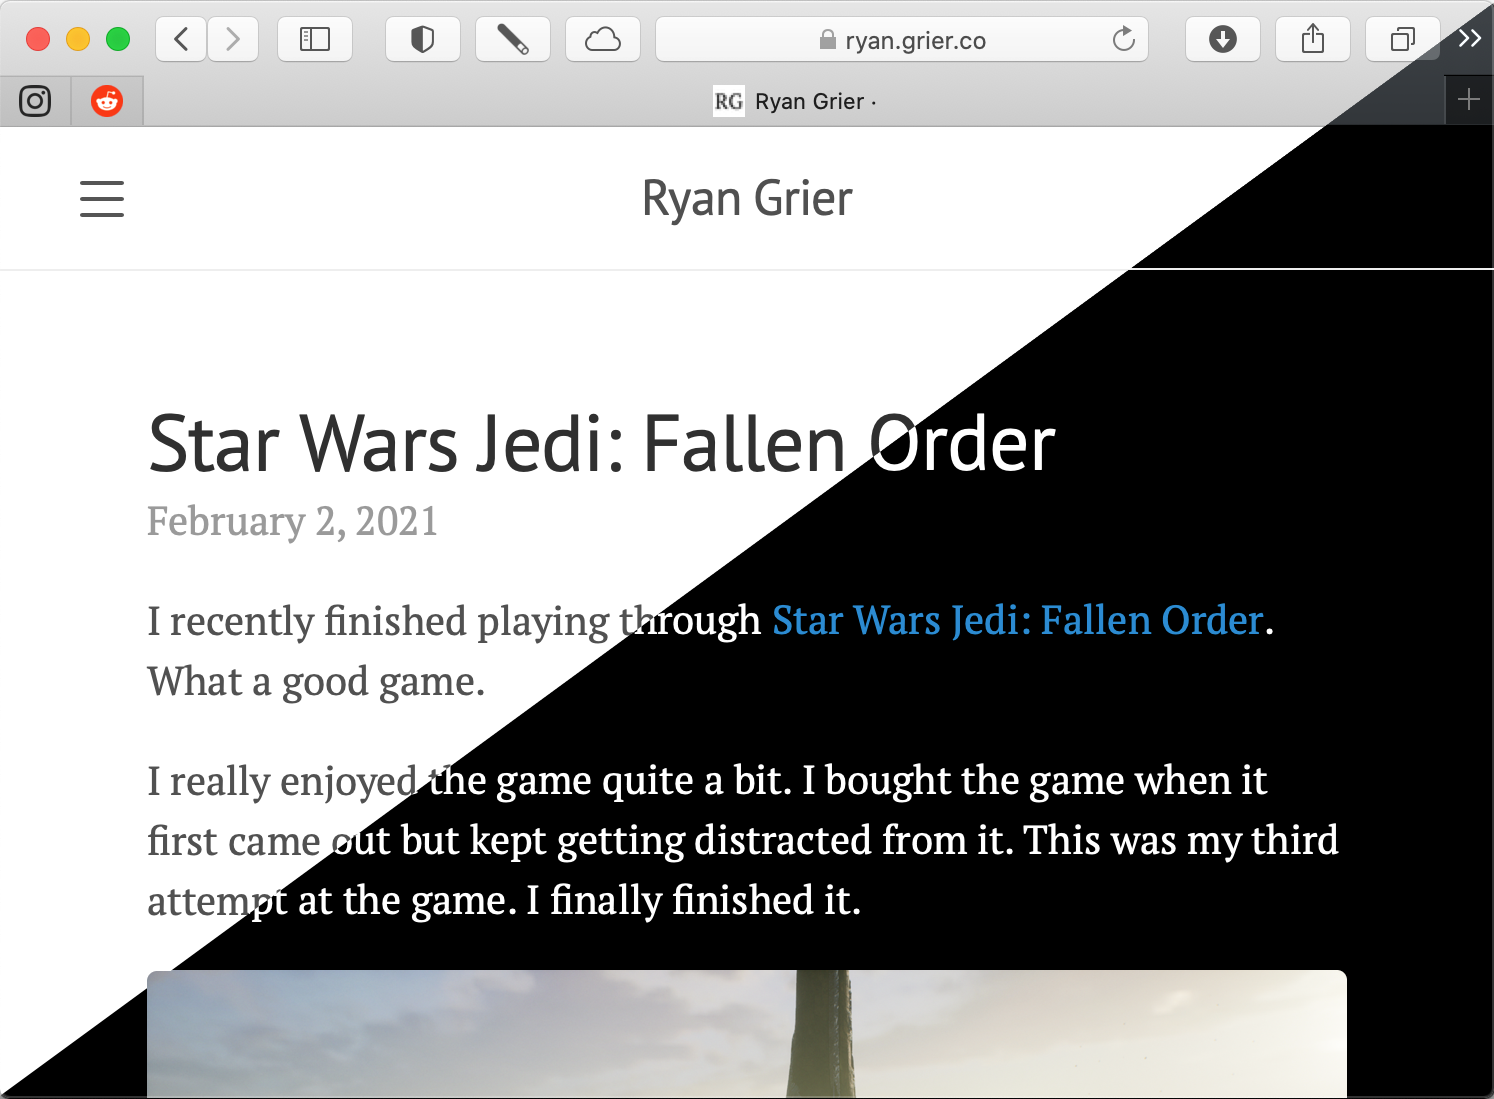 ryan.grier.co
RG Ryan Grier ·
Ryan Grier
Star Wars Jedi: Fallen Order
February 2, 2021
I recently finished playing through Star Wars Jedi: Fallen Order.
What a good game.
I really enjoyed the game quite a bit. I bought the game when it
first came out but kept getting distracted from it. This was my third
attempt at the game. I finally finished it.